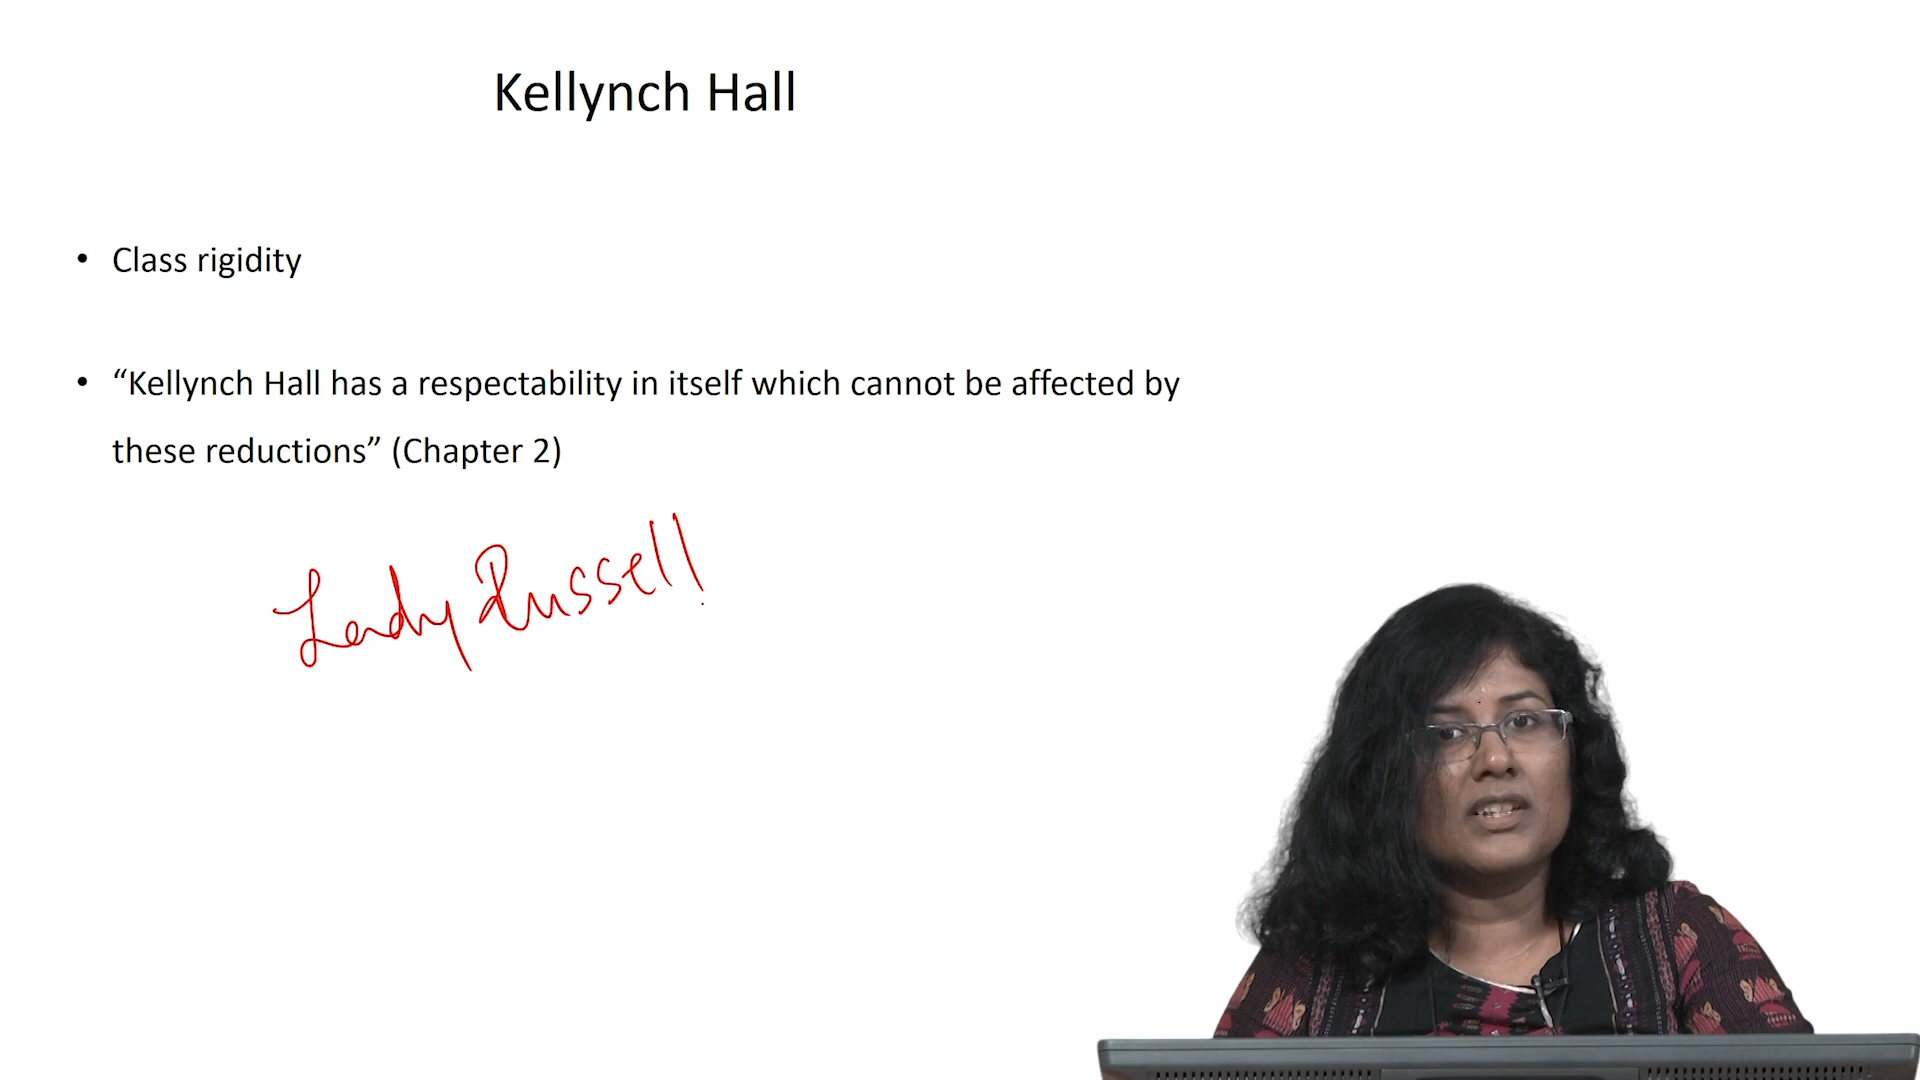 Kellynch Hall
• Class rigidity
• “Kellynch Hall has a respectability in itself which cannot be affected by
these reductions” (Chapter 2)
Lady Russell